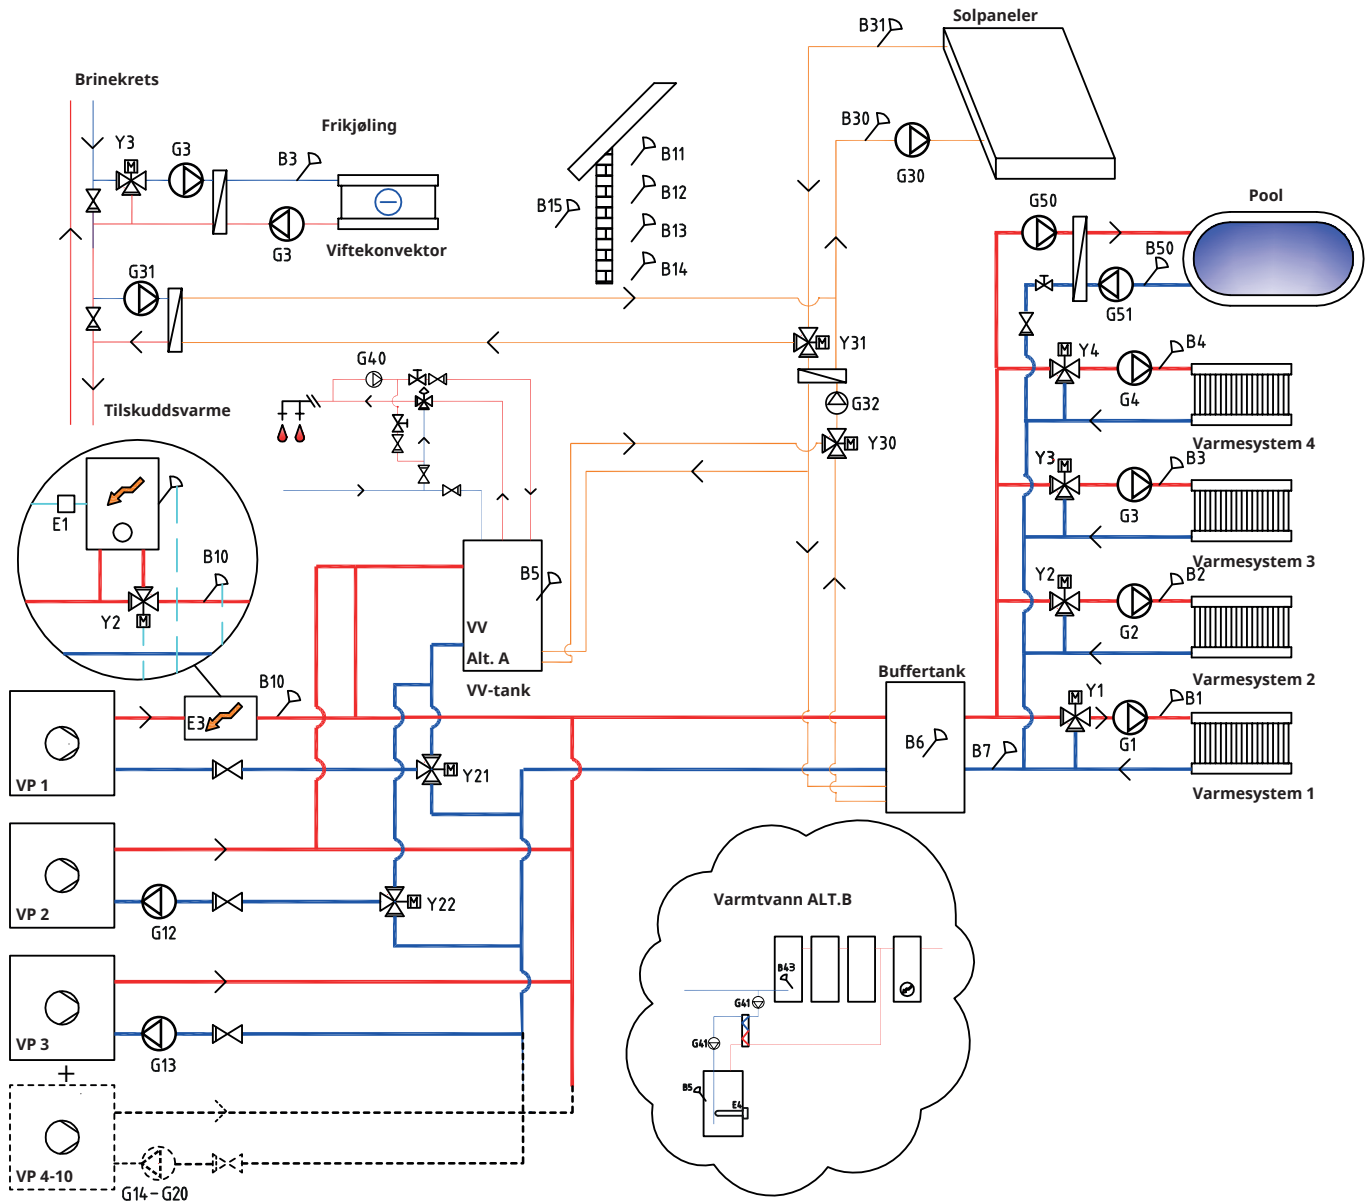 Solpaneler
B31
Brinekrets
B30
G30
Frikjøling
Y3
G3
B3
G3
Viftekonvektor
B11
B12
B15
B13
B14
Pool
G50
B50
G51
G31
Y31
G40
G32
Y30
Y4
B4
G4
Varmesystem 4
Tilskuddsvarme
E1
B10
Y2
Y3
B3
G3
Varmesystem 3
Y2
B2
G2
Varmesystem 2
B5
VV
Alt. A
VV-tank
Buffertank
B6
B7
Y1
B1
G1
Varmesystem 1
B10
E3
VP 1
Y21
VP 2
G12
Y22
VP 3
G13
+
VP 4-10
G14-G20
Varmtvann ALT.B
B43
G41
G41
B5
E4
M
M
M
M
M
M
M
M
M
M